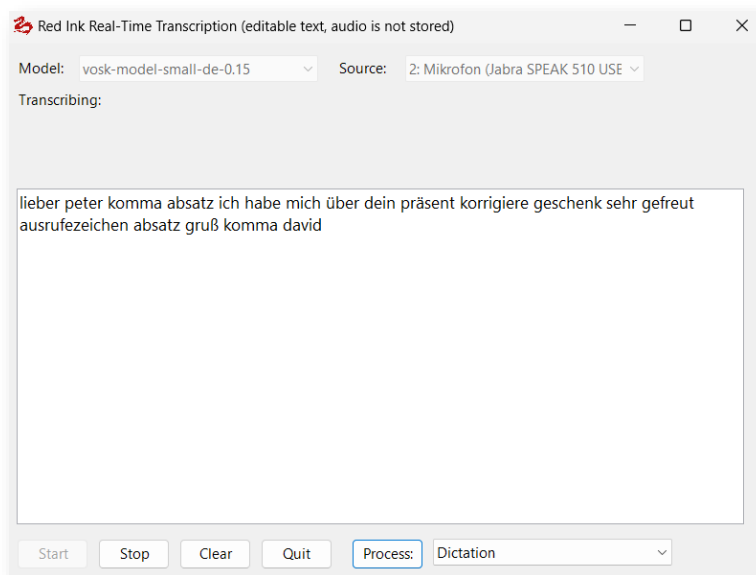 Red Ink Real-Time Transcription (editable text, audio is not stored)
Model: vosk-model-small-de-0.15 Source: 2: Mikrofon (Jabra SPEAK 510 USE
Transcribing:
lieber peter komma absatz ich habe mich über dein präsent korrigiere geschenk sehr gefreut
ausrufezeichen absatz gruß komma david
Start Stop Clear Quit Process: Dictation